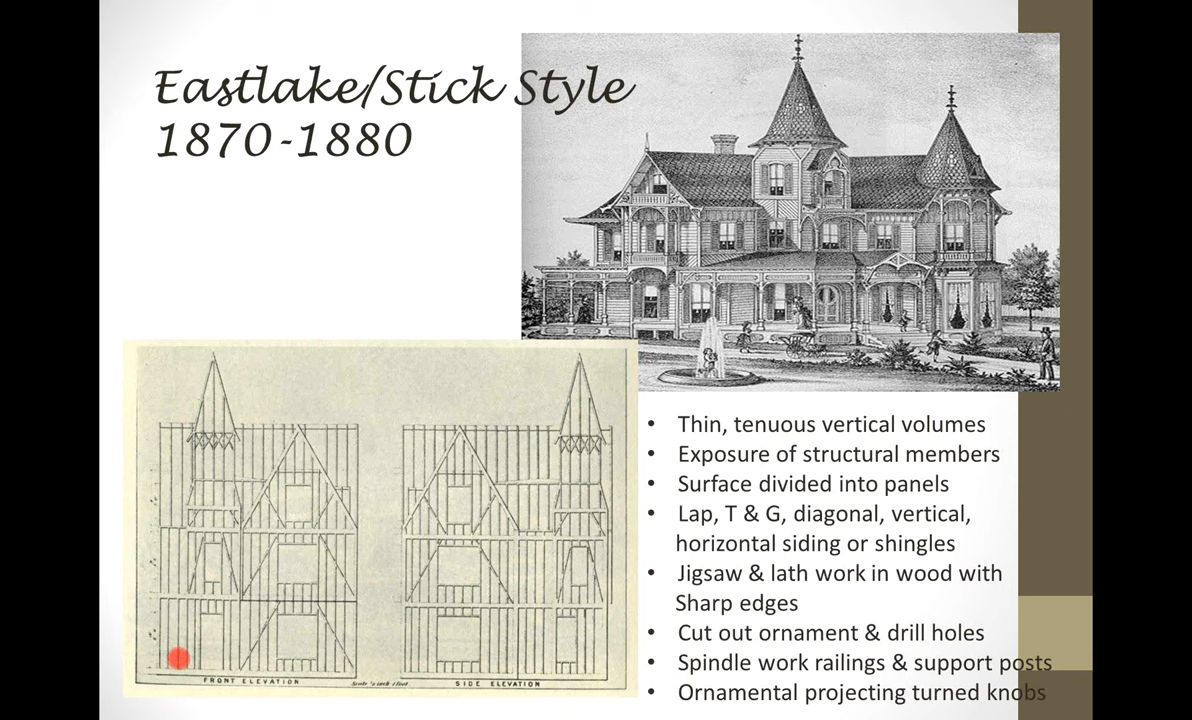 Eastlake/Stick Style
1870-1880
• Thin, tenuous vertical volumes
• Exposure of structural members
• Surface divided into panels
• Lap, T & G, diagonal, vertical,
horizontal siding or shingles
• Jigsaw & lath work in wood with
Sharp edges
• Cut out ornament & drill holes
• Spindle work railings & support posts
• Ornamental projecting turned knobs
FRONT ELEVATION
SIDE ELEVATION